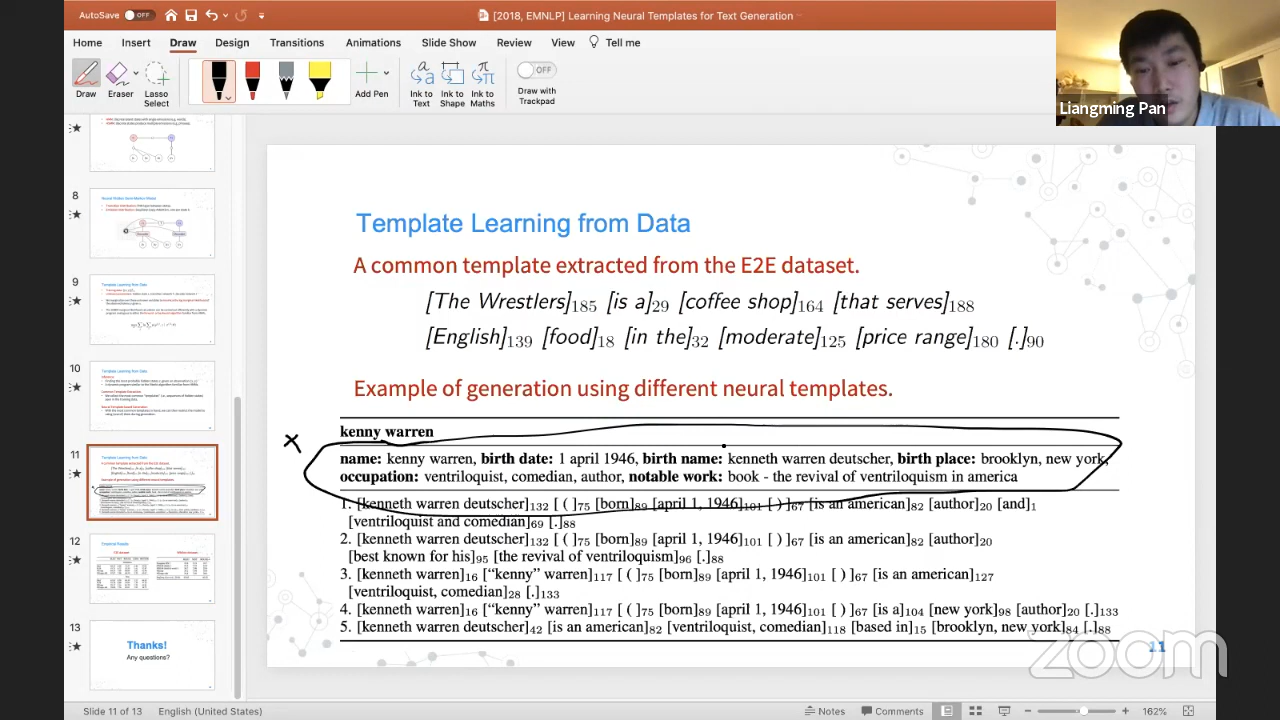 AutoSave OFF
[2018, EMNLP] Learning Neural Templates for Text Generation
Home Insert Draw Design Transitions Animations Slide Show Review View Tell me
Draw Eraser Lasso Select Add Pen Ink to Text Ink to Shape Ink to Maths OFF Draw with Trackpad
Liangming Pan
8
9
10
11
12
13
Template Learning from Data
Thanks!
Any questions?
Template Learning from Data
A common template extracted from the E2E dataset.
[The Wrestlers]185 [is a]29 [coffee shop]164 [that serves]188
[English]139 [food]18 [in the]32 [moderate]125 [price range]180 [.]90
Example of generation using different neural templates.
kenny warren
name: kenny warren, birth date: 1 april 1946, birth name: kenneth warren deutscher, birth place: brooklyn, new york,
occupation: ventriloquist, comedian, author, notable work: book - the revival of ventriloquism in america
1. [kenneth warren deutscher]132 [ ( ]75 [born]89 [april 1, 1946]101 [ ) ]67 [is an american]82 [author]20 [and]1
[ventriloquist and comedian]69 [.]88
2. [kenneth warren deutscher]132 [ ( ]75 [born]89 [april 1, 1946]101 [ ) ]67 [is an american]82 [author]20
[best known for his]95 [the revival of ventriloquism]96 [.]88
3. [kenneth warren]16 [“kenny” warren]117 [ ( ]75 [born]89 [april 1, 1946]101 [ ) ]67 [is an american]127
[ventriloquist, comedian]28 [.]133
4. [kenneth warren]16 [“kenny” warren]117 [ ( ]75 [born]89 [april 1, 1946]101 [ ) ]67 [is a]104 [new york]98 [author]20 [.]133
5. [kenneth warren deutscher]42 [is an american]82 [ventriloquist, comedian]118 [based in]15 [brooklyn, new york]84 [.]88
11
zoom
Slide 11 of 13 English (United States) Notes Comments 162%